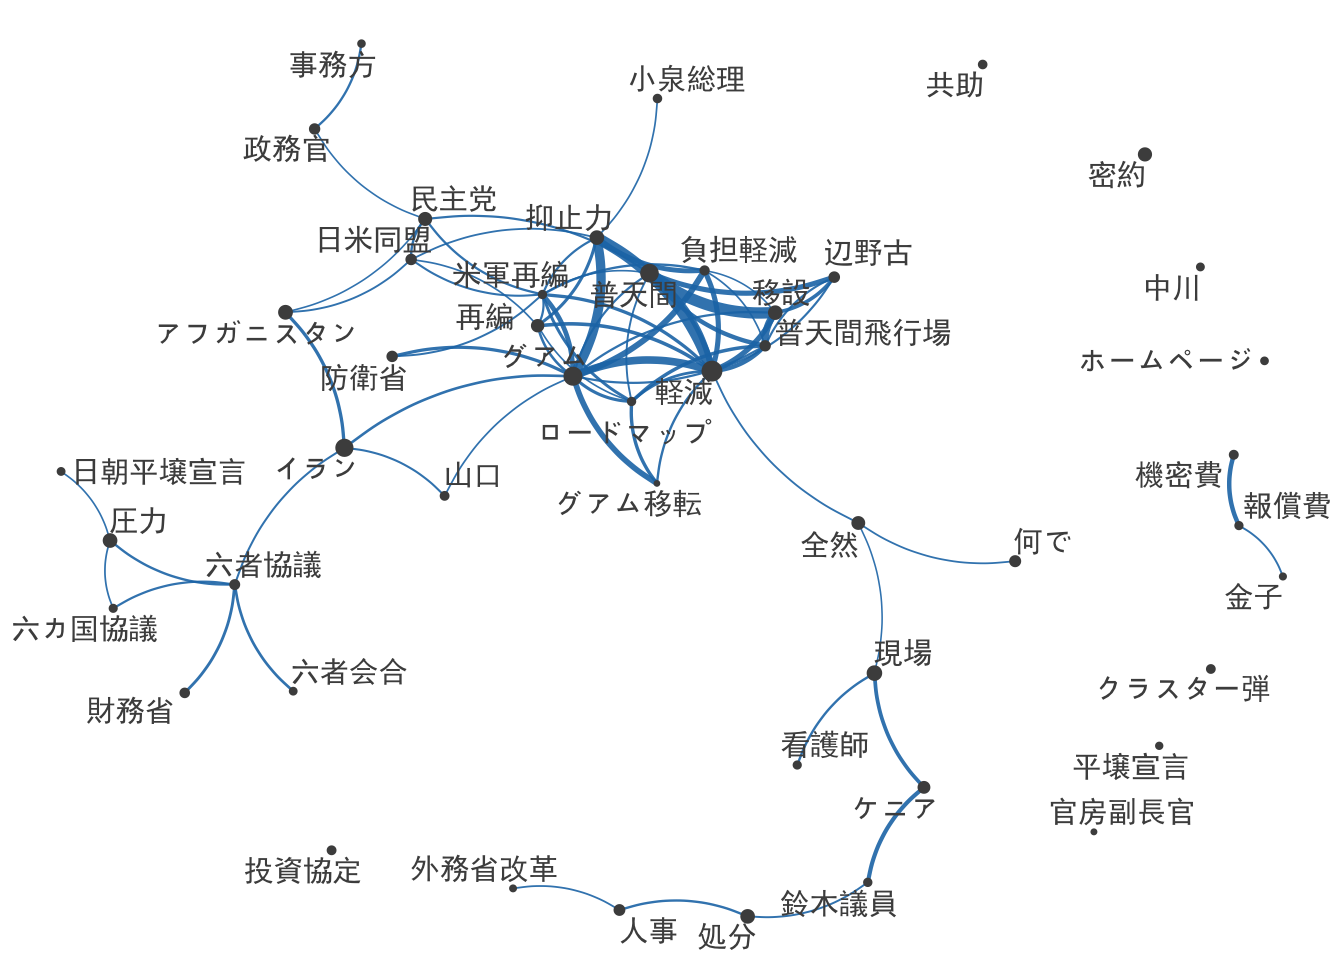 事務方
小泉総理
共助
政務官
密約
民主党
抑止力
日米同盟
負担軽減
辺野古
米軍再編
普天間
移設
中川
再編
アフガニスタン
普天間飛行場
グアム
ホームページ
防衛省
軽減
ロードマップ
イラン
日朝平壌宣言
山口
機密費
グアム移転
報償費
圧力
全然
何で
六者協議
金子
六カ国協議
現場
六者会合
クラスター弾
財務省
看護師
平壌宣言
ケニア
官房副長官
投資協定
外務省改革
鈴木議員
人事
処分